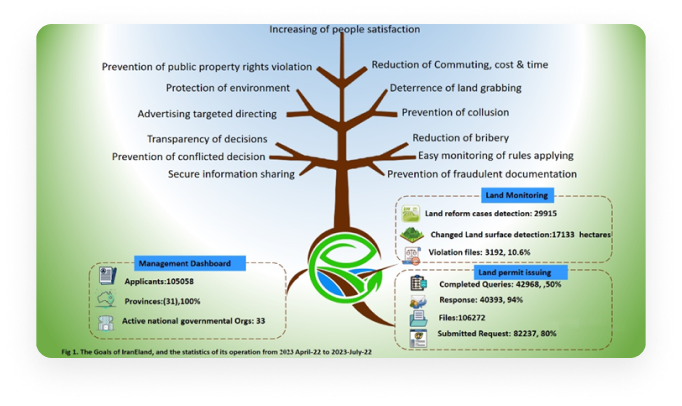 Increasing of people satisfaction
Prevention of public property rights violation
Reduction of Commuting, cost & time
Protection of environment
Deterrence of land grabbing
Advertising targeted directing
Prevention of collusion
Transparency of decisions
Reduction of bribery
Prevention of conflicted decision
Easy monitoring of rules applying
Secure information sharing
Prevention of fraudulent documentation
Land Monitoring
Land reform cases detection: 29915
Changed Land surface detection:17133 hectares
Violation files: 3192, 10.6%
Management Dashboard
Applicants:105058
Provinces:(31),100%
Active national governmental Orgs: 33
Land permit issuing
Completed Queries: 42968, ,50%
Response: 40393, 94%
Files:106272
Submitted Request: 82237, 80%
Fig 1. The Goals of IranEland, and the statistics of its operation from 2023 April-22 to 2023-July-22